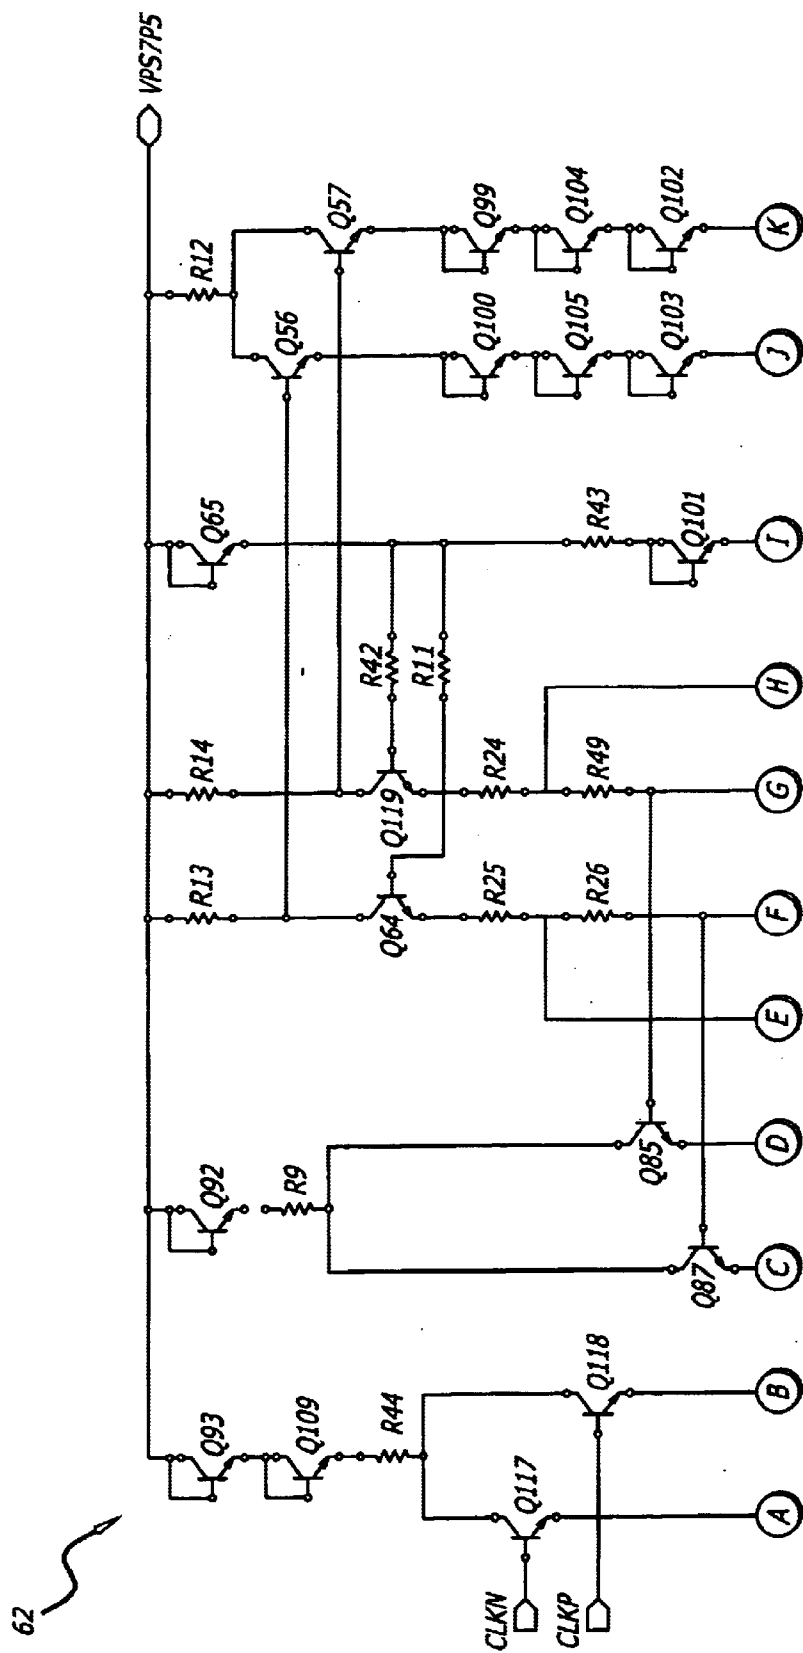 62
VPS7P5
R12
Q57
Q56
Q99
Q104
Q102
Q100
Q105
Q103
K
J
Q65
R43
Q101
I
R42
R11
R14
Q119
R24
R49
H
G
R13
Q64
R25
R26
F
E
Q92
R9
Q85
Q87
D
C
Q93
Q109
R44
Q118
Q117
B
A
CLKN
CLKP